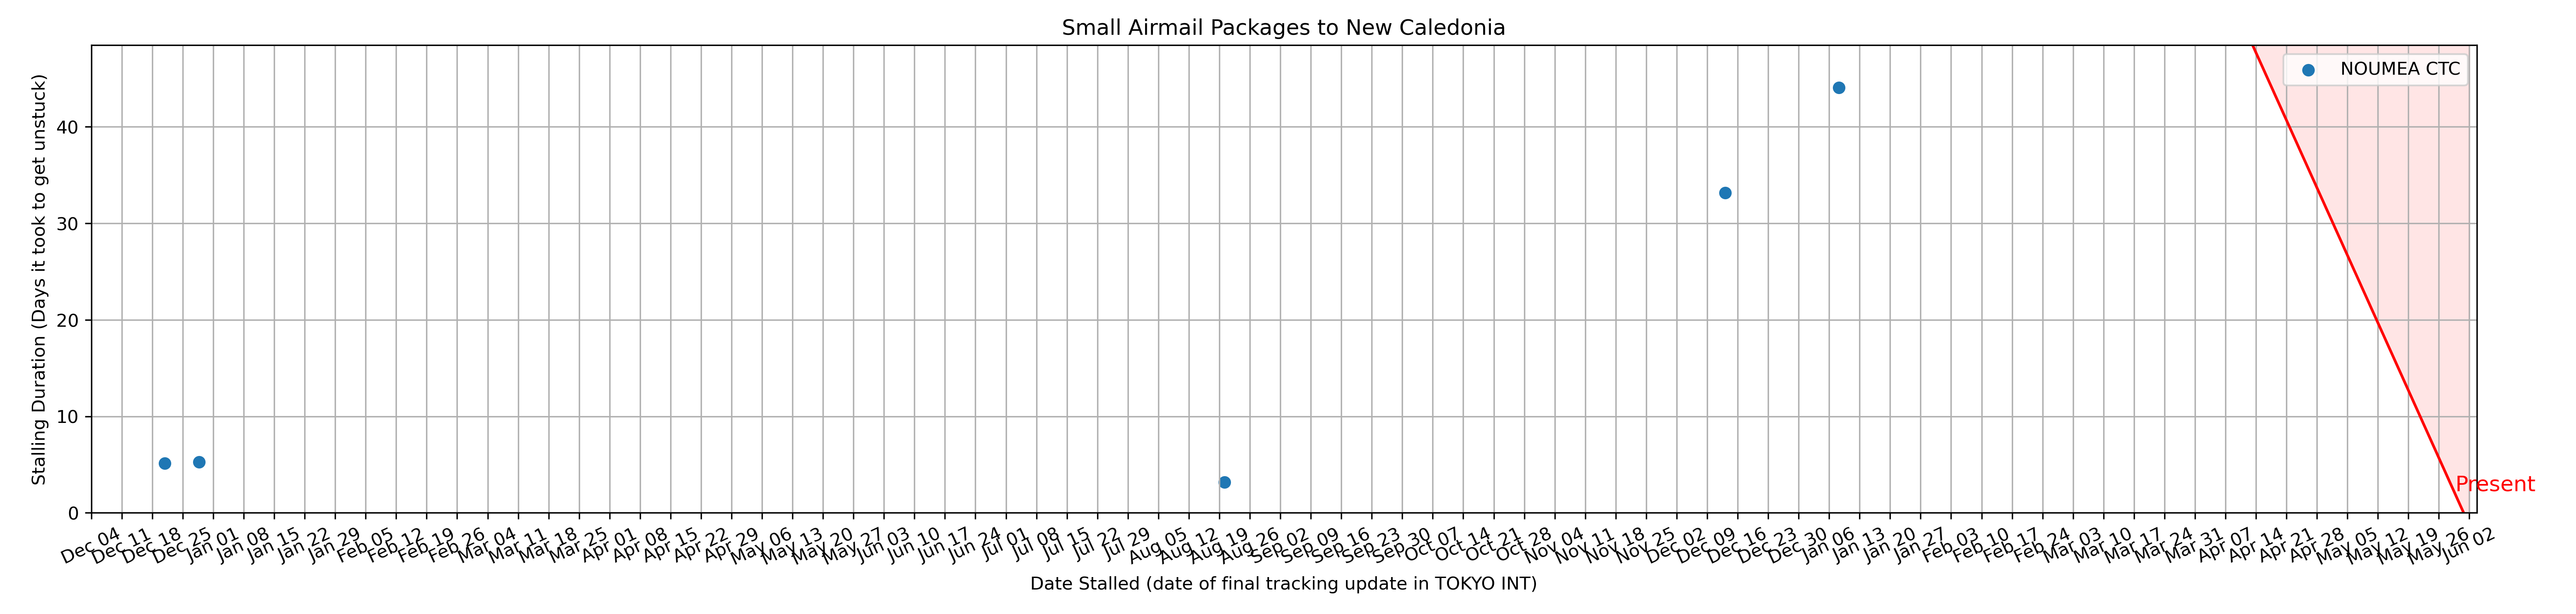 Small Airmail Packages to New Caledonia
NOUMEA CTC
Present
Stalling Duration (Days it took to get unstuck)
40
30
20
10
0
Dec 04 Dec 11 Dec 18 Dec 25 Jan 01 Jan 08 Jan 15 Jan 22 Jan 29 Feb 05 Feb 12 Feb 19 Feb 26 Mar 04 Mar 11 Mar 18 Mar 25 Apr 01 Apr 08 Apr 15 Apr 22 Apr 29 May 06 May 13 May 20 May 27 Jun 03 Jun 10 Jun 17 Jun 24 Jul 01 Jul 08 Jul 15 Jul 22 Jul 29 Aug 05 Aug 12 Aug 19 Aug 26 Sep 02 Sep 09 Sep 16 Sep 23 Sep 30 Oct 07 Oct 14 Oct 21 Oct 28 Nov 04 Nov 11 Nov 18 Nov 25 Dec 02 Dec 09 Dec 16 Dec 23 Dec 30 Jan 06 Jan 13 Jan 20 Jan 27 Feb 03 Feb 10 Feb 17 Feb 24 Mar 03 Mar 10 Mar 17 Mar 24 Mar 31 Apr 07 Apr 14 Apr 21 Apr 28 May 05 May 12 May 19 May 26 Jun 02
Date Stalled (date of final tracking update in TOKYO INT)